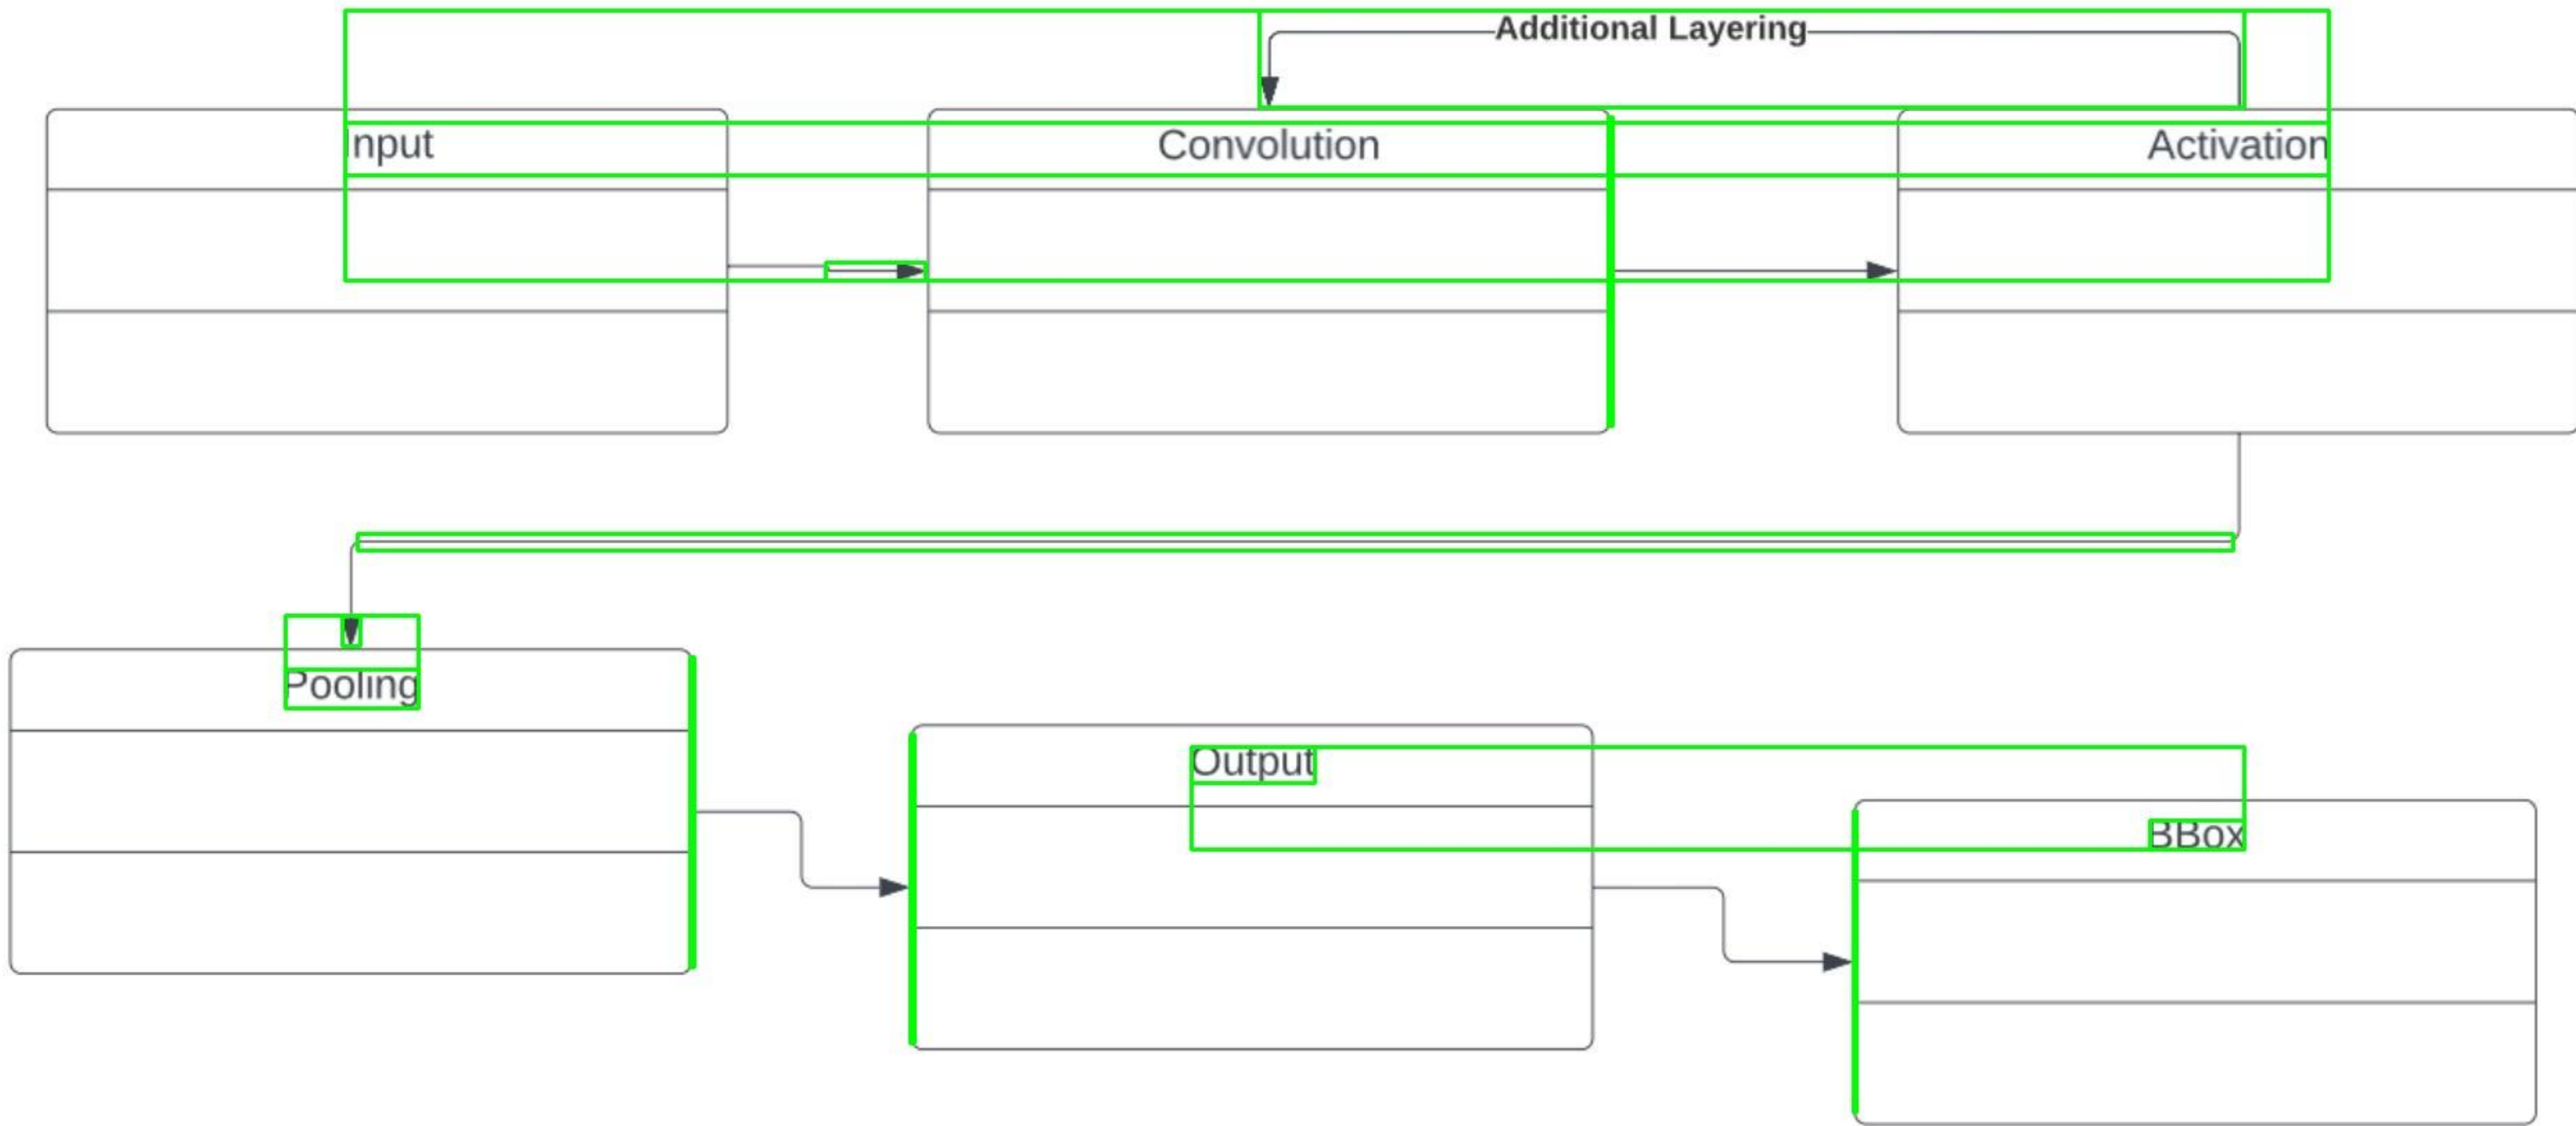 Additional Layering
Input
Convolution
Activation
Pooling
Output
BBox